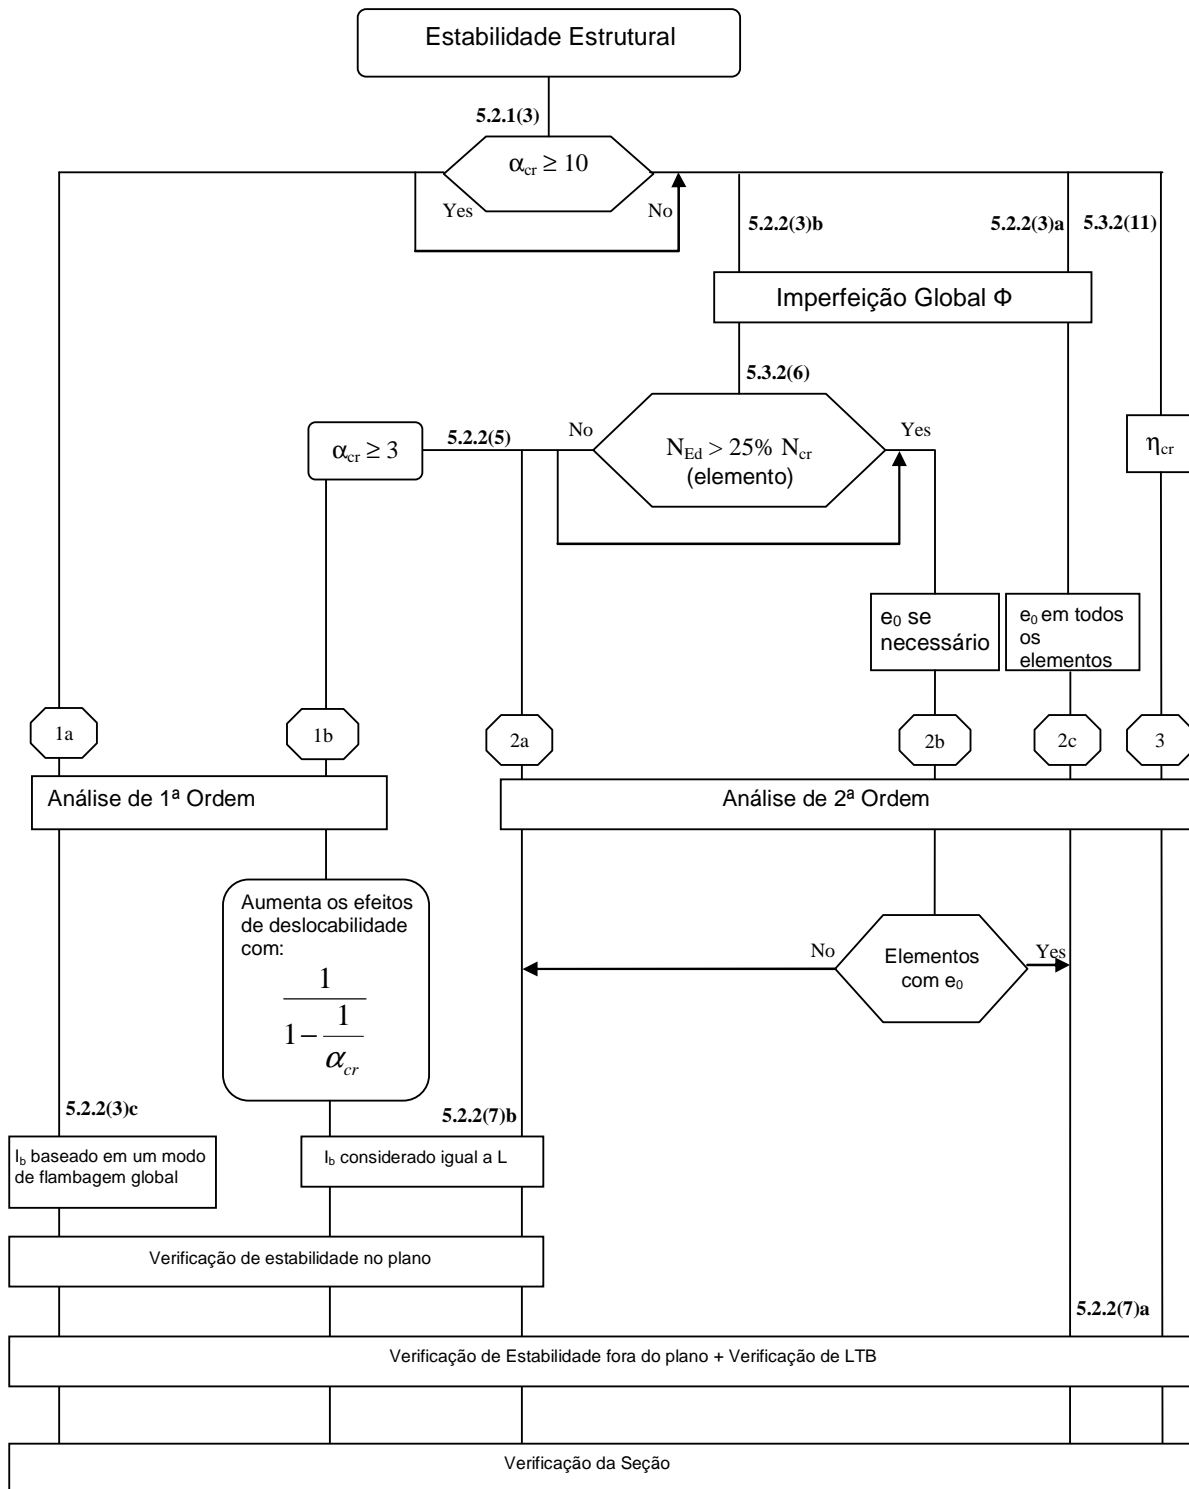 Estabilidade Estrutural
5.2.1(3)
αcr ≥ 10
Yes
No
5.2.2(3)b
5.2.2(3)a
5.3.2(11)
Imperfeição Global Φ
5.3.2(6)
αcr ≥ 3
5.2.2(5)
No
NEd > 25% Ncr
(elemento)
Yes
ηcr
e0 se
necessário
e0 em todos
os
elementos
1a
1b
2a
2b
2c
3
Análise de 1ª Ordem
Análise de 2ª Ordem
Aumenta os efeitos
de deslocabilidade
com:
1
1 − 1
αcr
No
Elementos
com e0
Yes
5.2.2(3)c
5.2.2(7)b
lb baseado em um modo
de flambagem global
lb considerado igual a L
Verificação de estabilidade no plano
5.2.2(7)a
Verificação de Estabilidade fora do plano + Verificação de LTB
Verificação da Seção